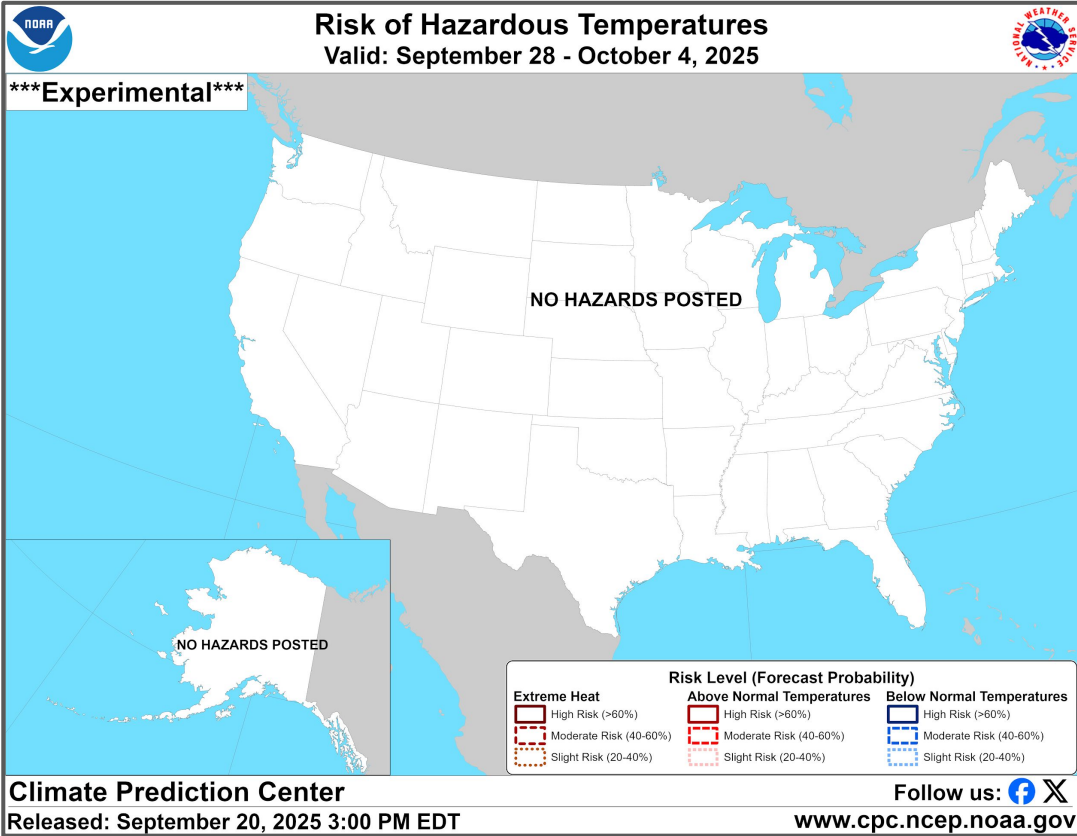 NOAA
Risk of Hazardous Temperatures
Valid: September 28 - October 4, 2025
NATIONAL WEATHER SERVICE
***Experimental***
NO HAZARDS POSTED
NO HAZARDS POSTED
Risk Level (Forecast Probability)
Extreme Heat
High Risk (>60%)
Moderate Risk (40-60%)
Slight Risk (20-40%)
Above Normal Temperatures
High Risk (>60%)
Moderate Risk (40-60%)
Slight Risk (20-40%)
Below Normal Temperatures
High Risk (>60%)
Moderate Risk (40-60%)
Slight Risk (20-40%)
Climate Prediction Center
Follow us:
Released: September 20, 2025 3:00 PM EDT
www.cpc.ncep.noaa.gov